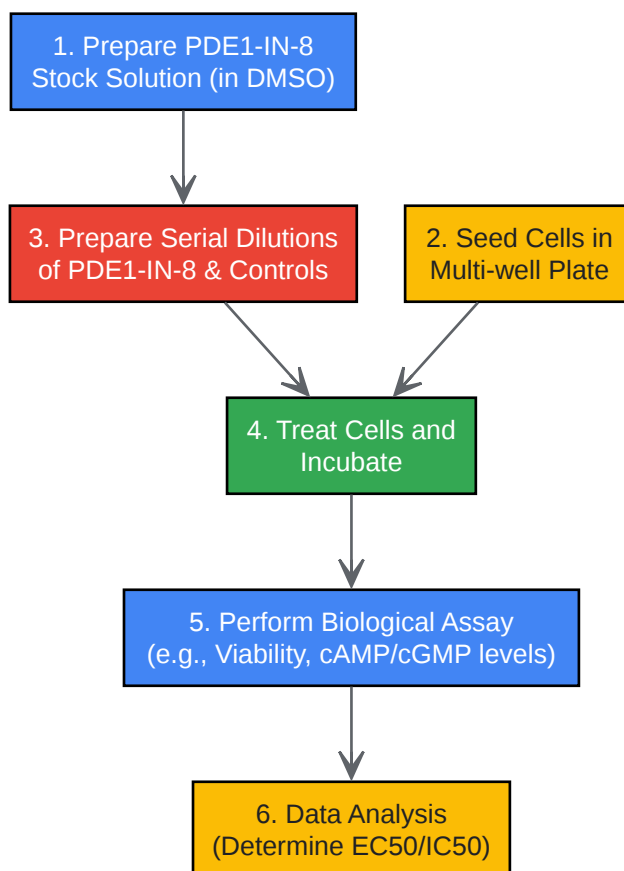 1. Prepare PDE1-IN-8
Stock Solution (in DMSO)
3. Prepare Serial Dilutions
of PDE1-IN-8 & Controls
2. Seed Cells in
Multi-well Plate
4. Treat Cells and
Incubate
5. Perform Biological Assay
(e.g., Viability, cAMP/cGMP levels)
6. Data Analysis
(Determine EC50/IC50)